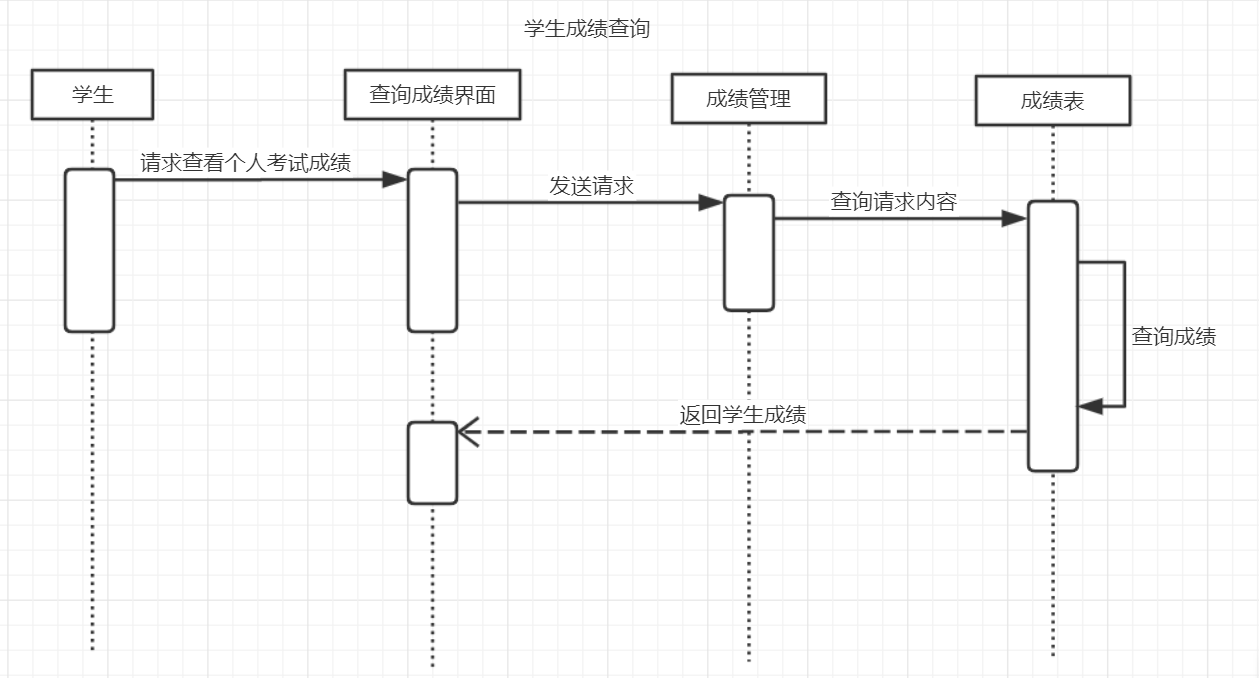 学生成绩查询
学生
查询成绩界面
成绩管理
成绩表
请求查看个人考试成绩
发送请求
查询请求内容
查询成绩
返回学生成绩